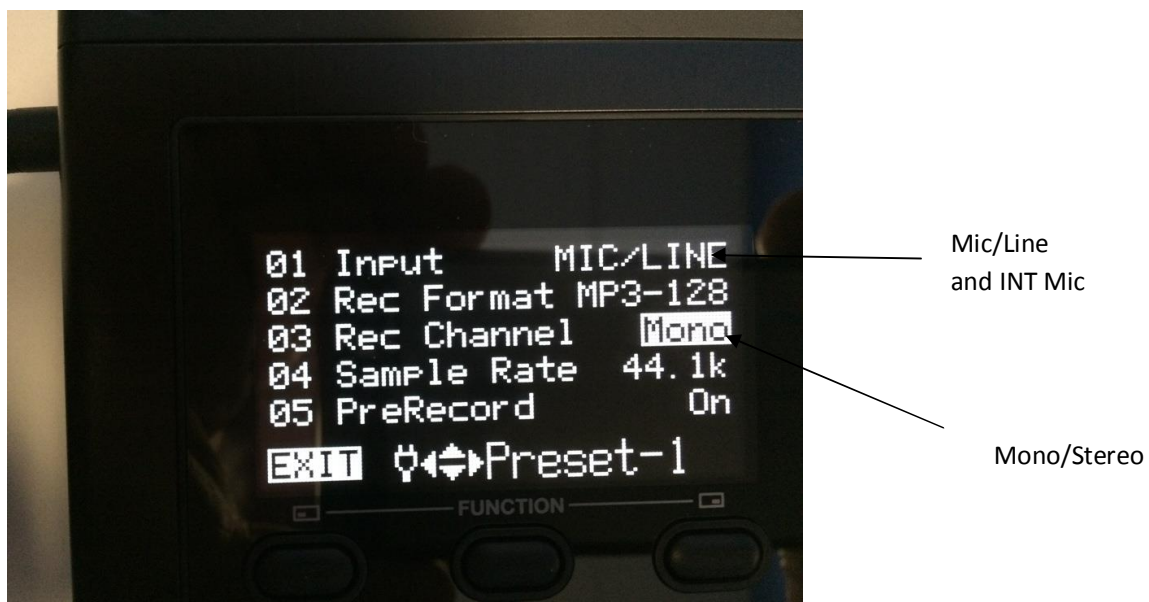 01 Input MIC/LINE
02 Rec Format MP3-128
03 Rec Channel Mono
04 Sample Rate 44.1k
05 PreRecord On
EXIT Preset-1
FUNCTION
Mic/Line
and INT Mic
Mono/Stereo